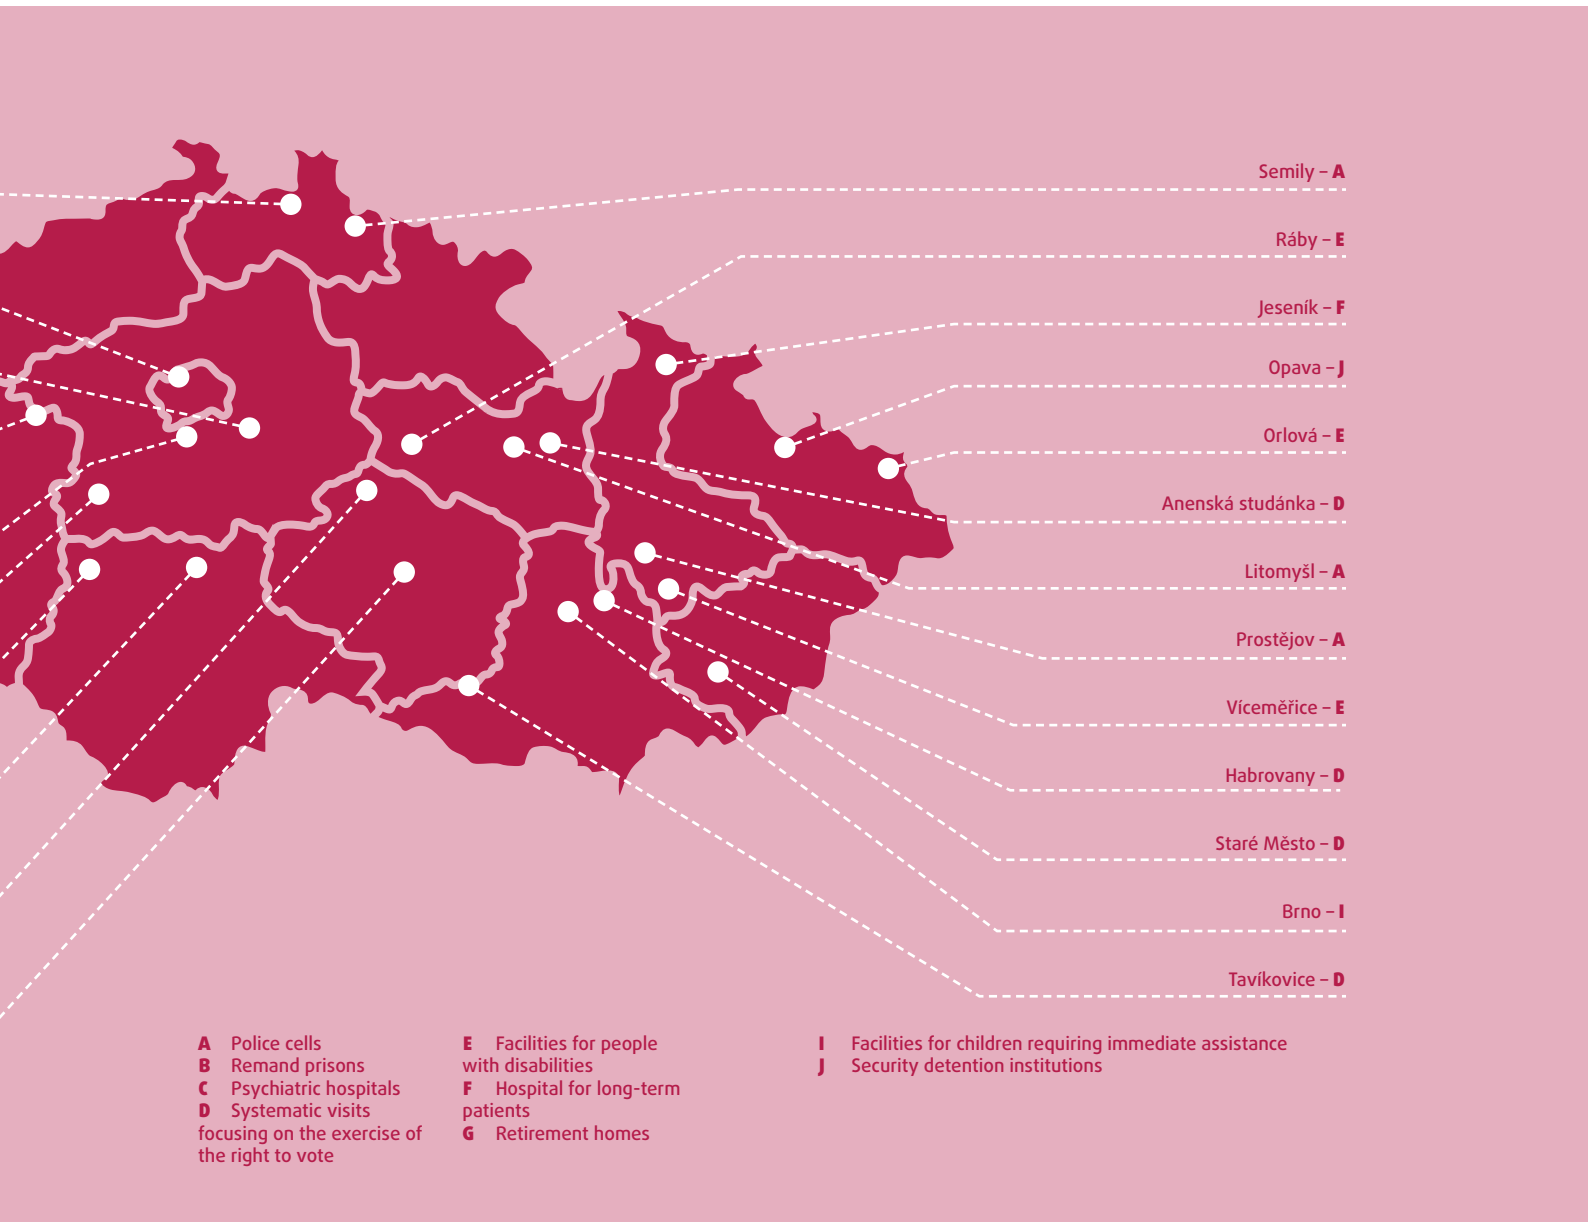 Semily – A
Ráby – E
Jeseník – F
Opava – J
Orlová – E
Anenská studánka – D
Litomyšl – A
Prostějov – A
Víceměřice – E
Habrovany – D
Staré Město – D
Brno – I
Tavíkovice – D
A Police cells
B Remand prisons
C Psychiatric hospitals
D Systematic visits
focusing on the exercise of
the right to vote
E Facilities for people
with disabilities
F Hospital for long-term
patients
G Retirement homes
I Facilities for children requiring immediate assistance
J Security detention institutions